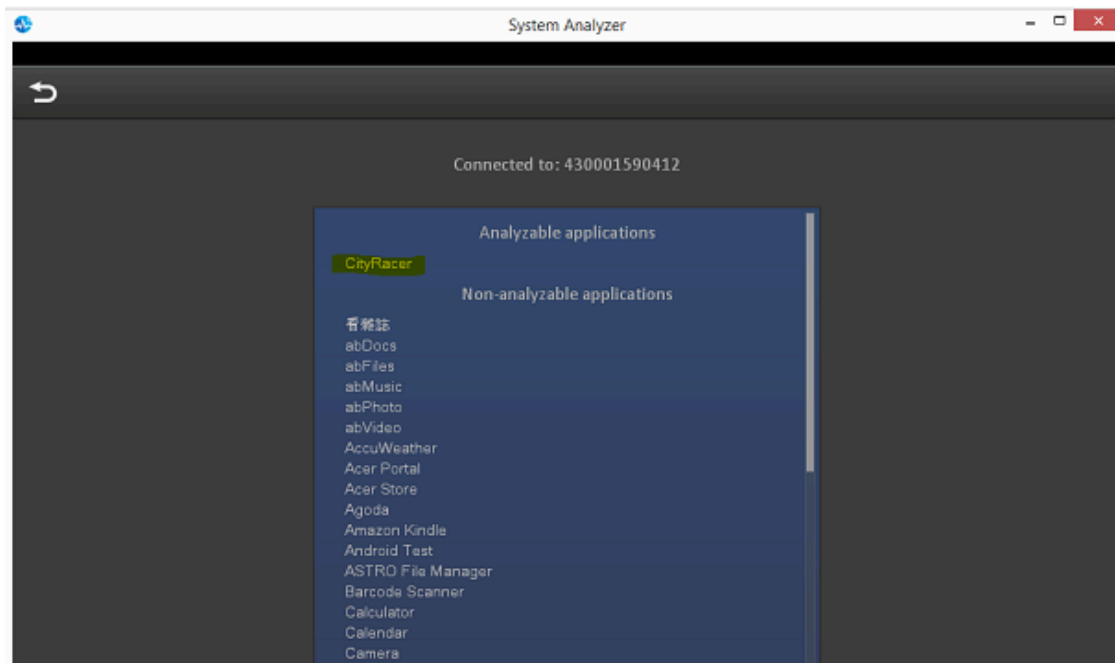 System Analyzer
Connected to: 430001590412
Analyzable applications
CityRacer
Non-analyzable applications
看雜誌
abDocs
abFiles
abMusic
abPhoto
abVideo
AccuWeather
Acer Portal
Acer Store
Agoda
Amazon Kindle
Android Test
ASTRO File Manager
Barcode Scanner
Calculator
Calendar
Camera